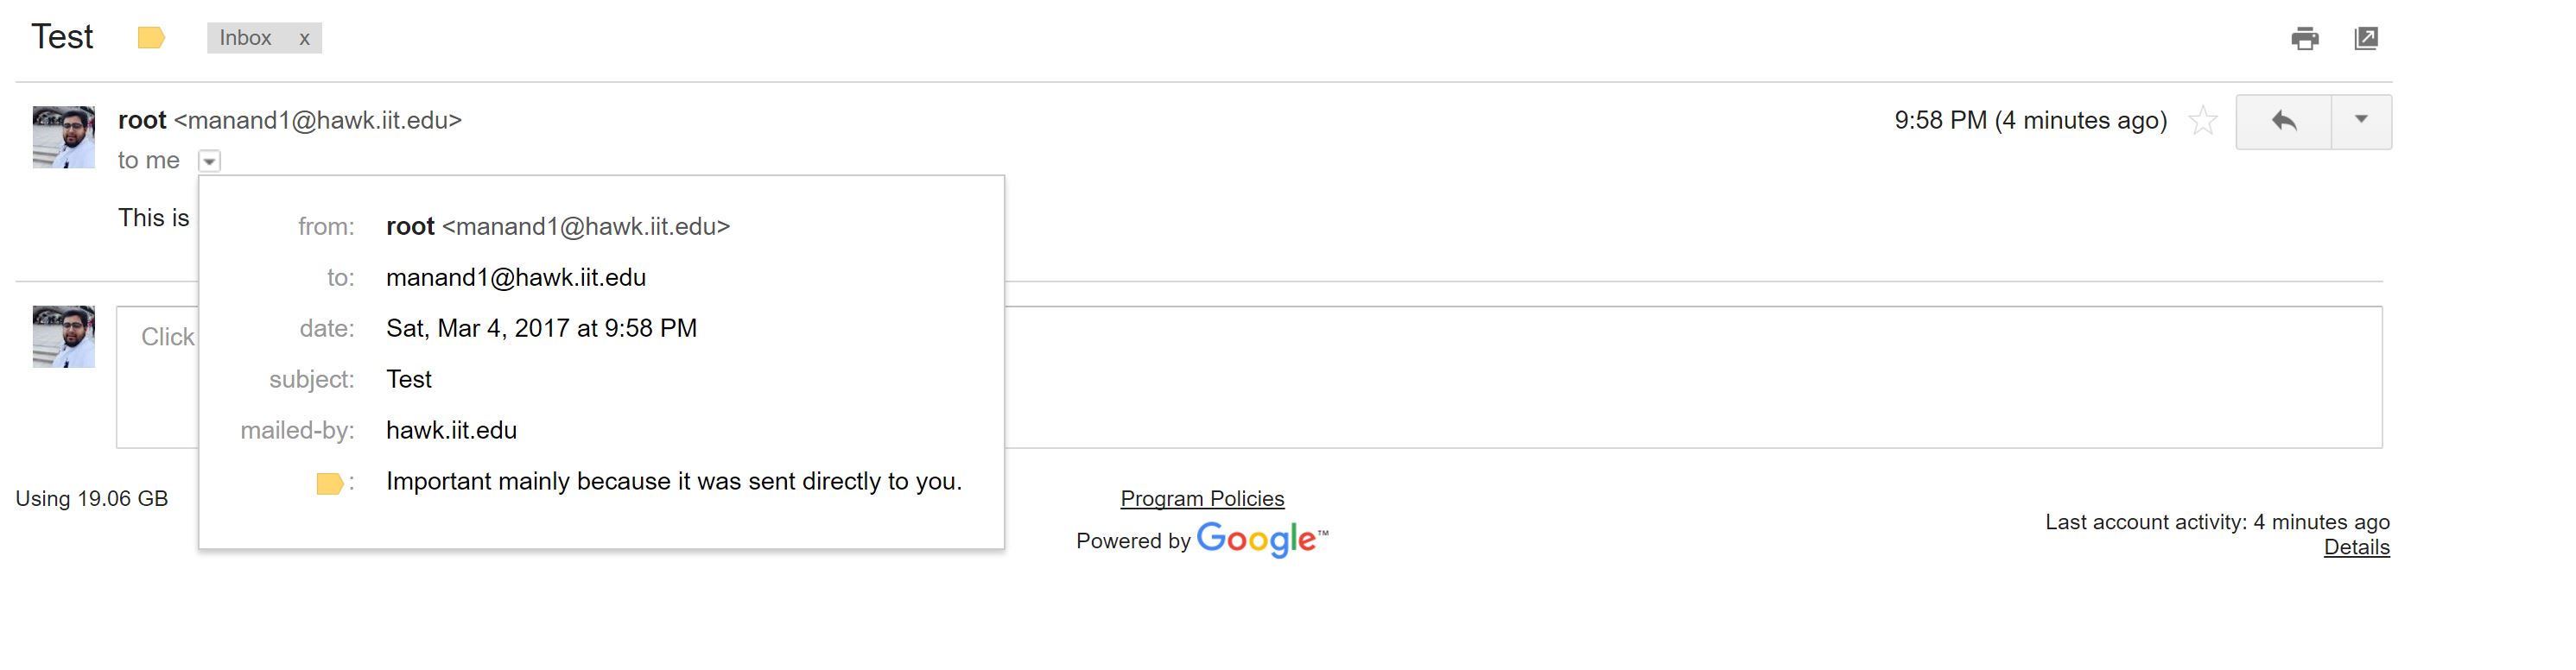 Test Inbox x
root <manand1@hawk.iit.edu> 9:58 PM (4 minutes ago)
to me
This is
from: root <manand1@hawk.iit.edu>
to: manand1@hawk.iit.edu
date: Sat, Mar 4, 2017 at 9:58 PM
subject: Test
mailed-by: hawk.iit.edu
: Important mainly because it was sent directly to you.
Click
Using 19.06 GB
Program Policies
Powered by Google™
Last account activity: 4 minutes ago
Details